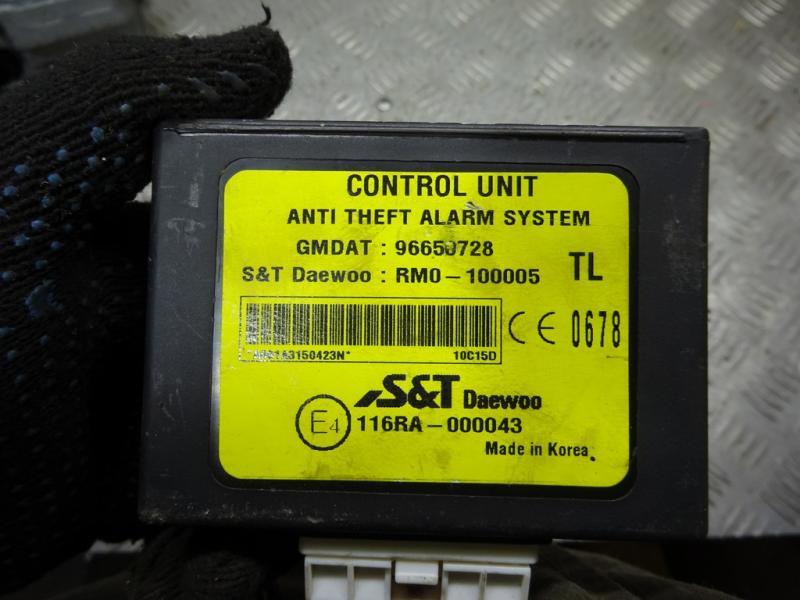 CONTROL UNIT
ANTI THEFT ALARM SYSTEM
GMDAT : 96650728
S&T Daewoo : RM0-100005
TL
10C15D
CE 0678
S&T Daewoo
E4 116RA-000043
Made in Korea.